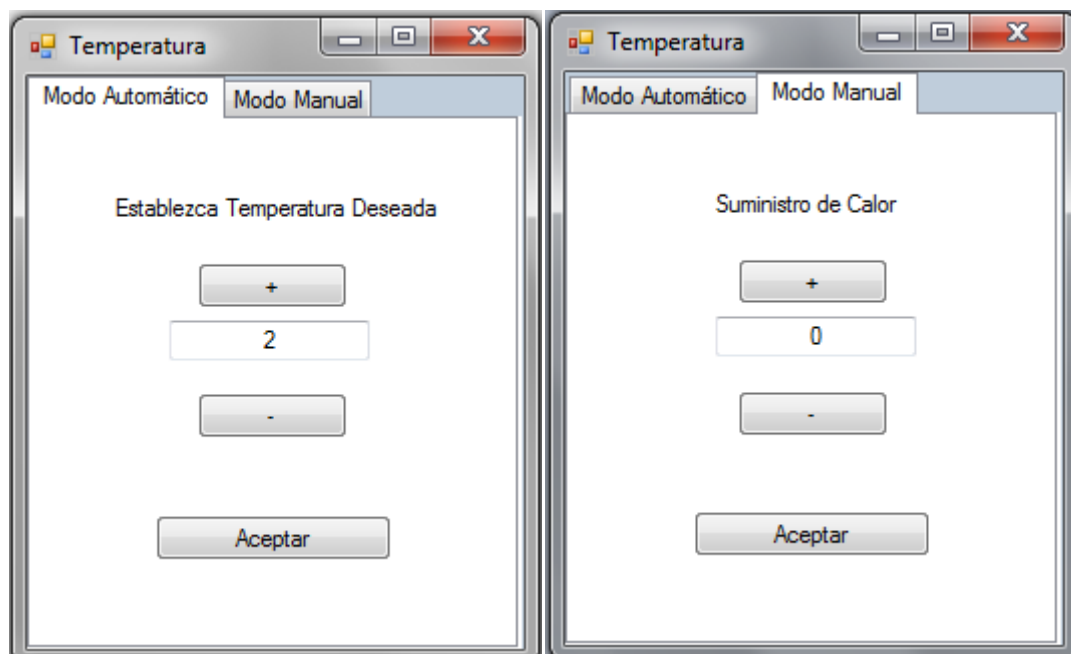 Temperatura
Modo Automático Modo Manual
Establezca Temperatura Deseada
+
2
-
Aceptar
Temperatura
Modo Automático Modo Manual
Suministro de Calor
+
0
-
Aceptar